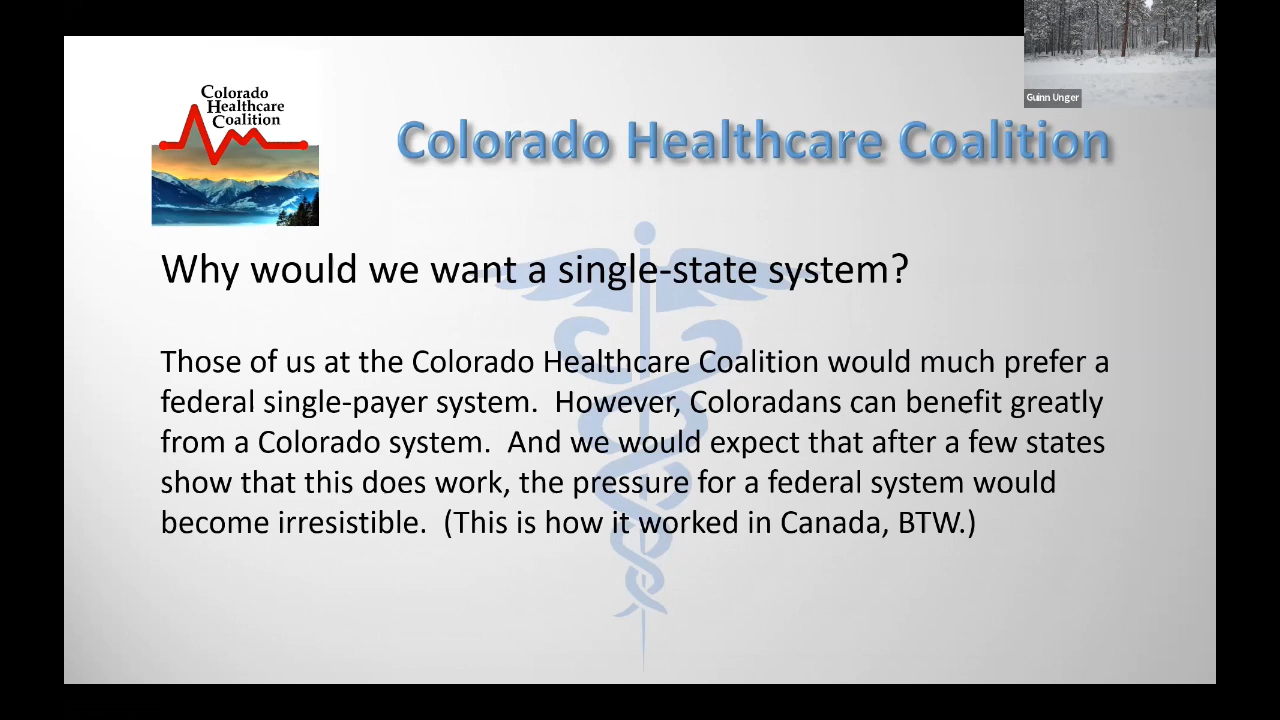 Guinn Unger
Colorado
Healthcare
Coalition
Colorado Healthcare Coalition
Why would we want a single-state system?
Those of us at the Colorado Healthcare Coalition would much prefer a
federal single-payer system.  However, Coloradans can benefit greatly
from a Colorado system.  And we would expect that after a few states
show that this does work, the pressure for a federal system would
become irresistible.  (This is how it worked in Canada, BTW.)